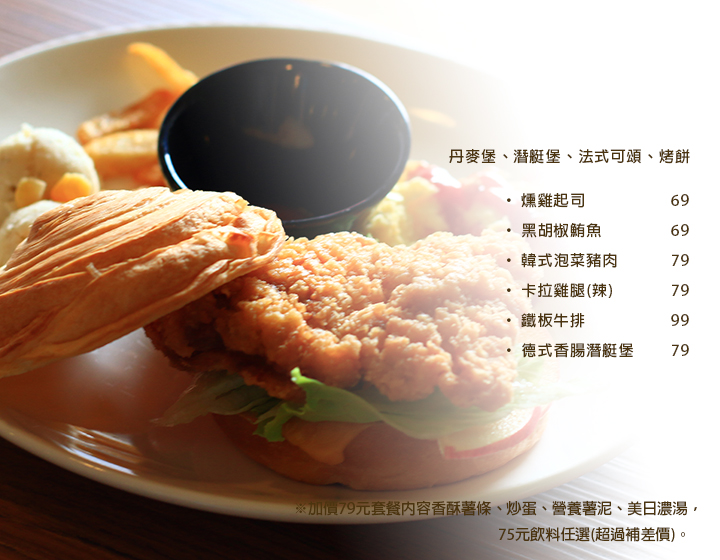 丹麥堡、潛艇堡、法式可頌、烤餅
・ 燻雞起司 69
・ 黑胡椒鮪魚 69
・ 韓式泡菜豬肉 79
・ 卡拉雞腿(辣) 79
・ 鐵板牛排 99
・ 德式香腸潛艇堡 79
※加價79元套餐內容香酥薯條、炒蛋、營養薯泥、美日濃湯，
75元飲料任選(超過補差價)。